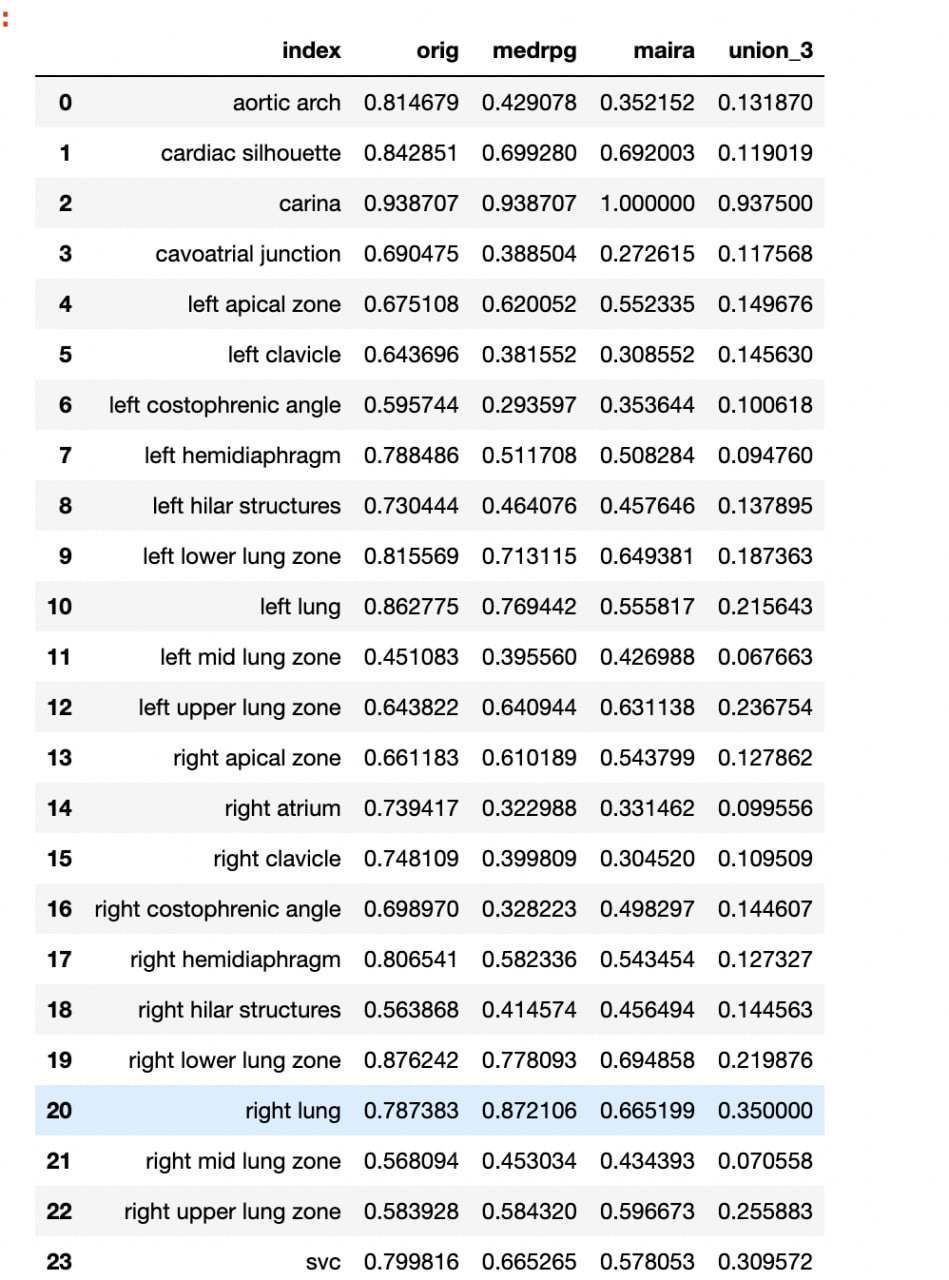 :
index orig medrpg maira union_3
0 aortic arch 0.814679 0.429078 0.352152 0.131870
1 cardiac silhouette 0.842851 0.699280 0.692003 0.119019
2 carina 0.938707 0.938707 1.000000 0.937500
3 cavoatrial junction 0.690475 0.388504 0.272615 0.117568
4 left apical zone 0.675108 0.620052 0.552335 0.149676
5 left clavicle 0.643696 0.381552 0.308552 0.145630
6 left costophrenic angle 0.595744 0.293597 0.353644 0.100618
7 left hemidiaphragm 0.788486 0.511708 0.508284 0.094760
8 left hilar structures 0.730444 0.464076 0.457646 0.137895
9 left lower lung zone 0.815569 0.713115 0.649381 0.187363
10 left lung 0.862775 0.769442 0.555817 0.215643
11 left mid lung zone 0.451083 0.395560 0.426988 0.067663
12 left upper lung zone 0.643822 0.640944 0.631138 0.236754
13 right apical zone 0.661183 0.610189 0.543799 0.127862
14 right atrium 0.739417 0.322988 0.331462 0.099556
15 right clavicle 0.748109 0.399809 0.304520 0.109509
16 right costophrenic angle 0.698970 0.328223 0.498297 0.144607
17 right hemidiaphragm 0.806541 0.582336 0.543454 0.127327
18 right hilar structures 0.563868 0.414574 0.456494 0.144563
19 right lower lung zone 0.876242 0.778093 0.694858 0.219876
20 right lung 0.787383 0.872106 0.665199 0.350000
21 right mid lung zone 0.568094 0.453034 0.434393 0.070558
22 right upper lung zone 0.583928 0.584320 0.596673 0.255883
23 svc 0.799816 0.665265 0.578053 0.309572